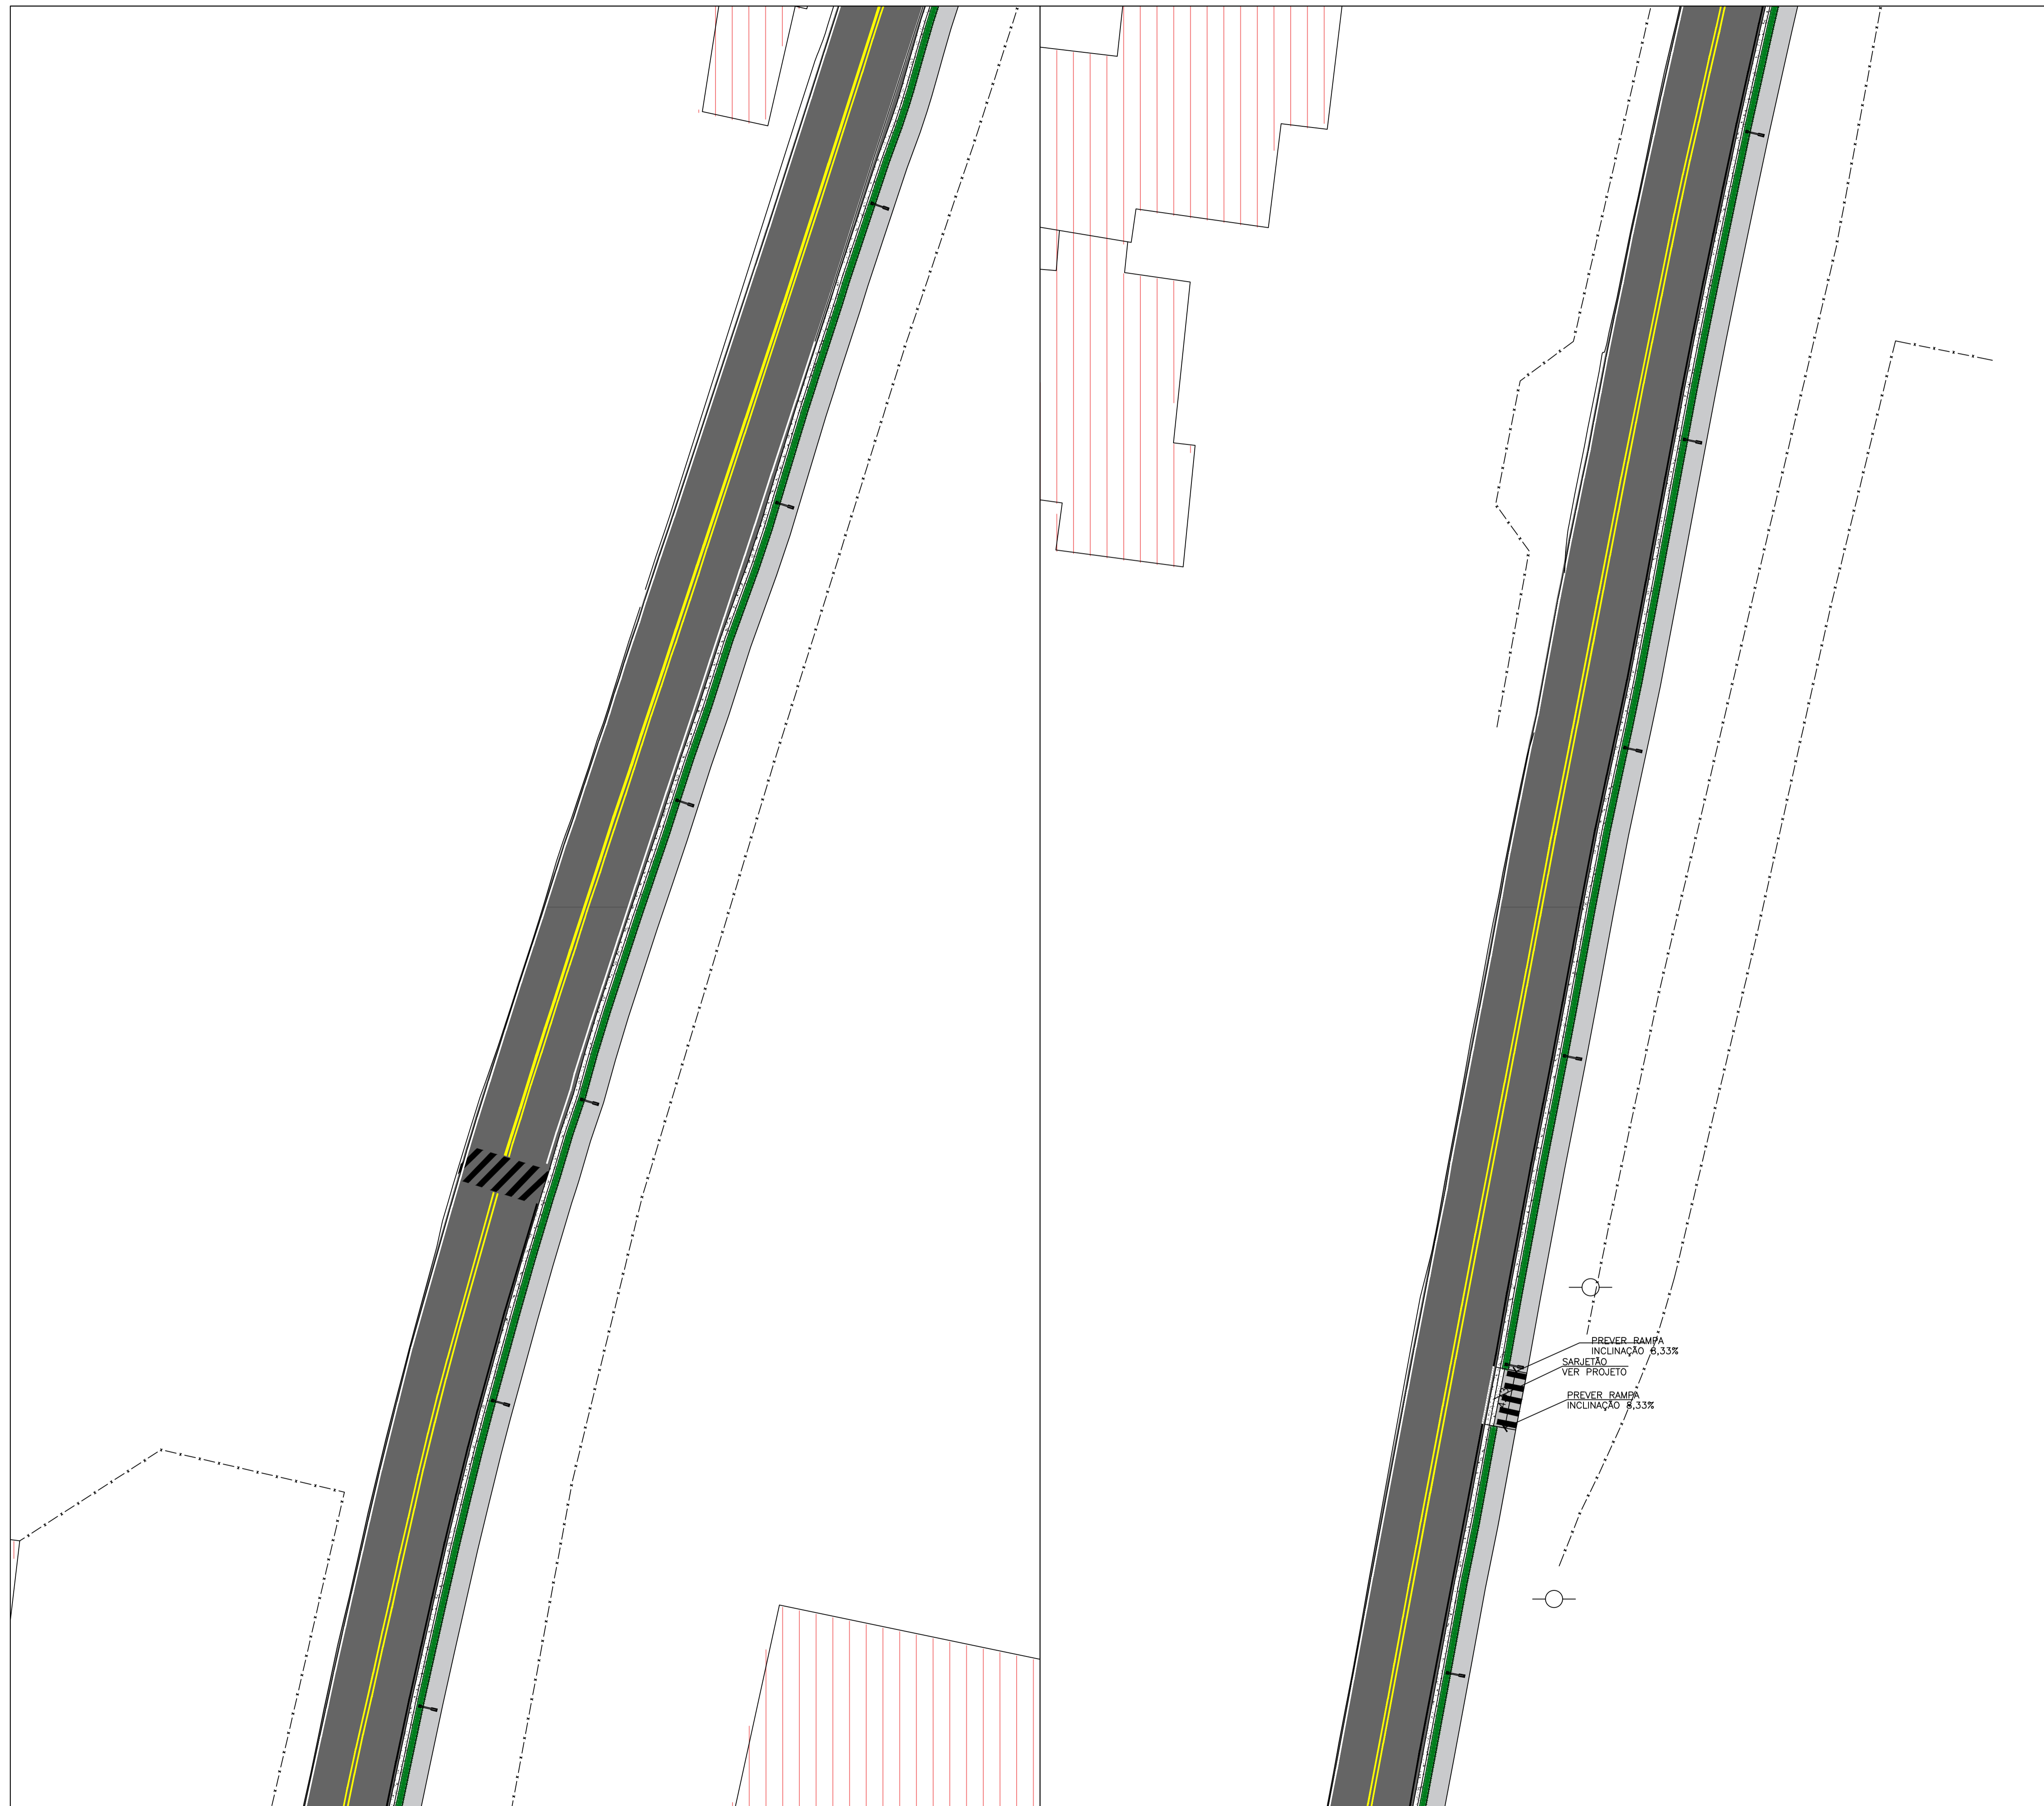 PREVER RAMPA
INCLINAÇÃO 8,33%
SARJETÃO
VER PROJETO
PREVER RAMPA
INCLINAÇÃO 8,33%